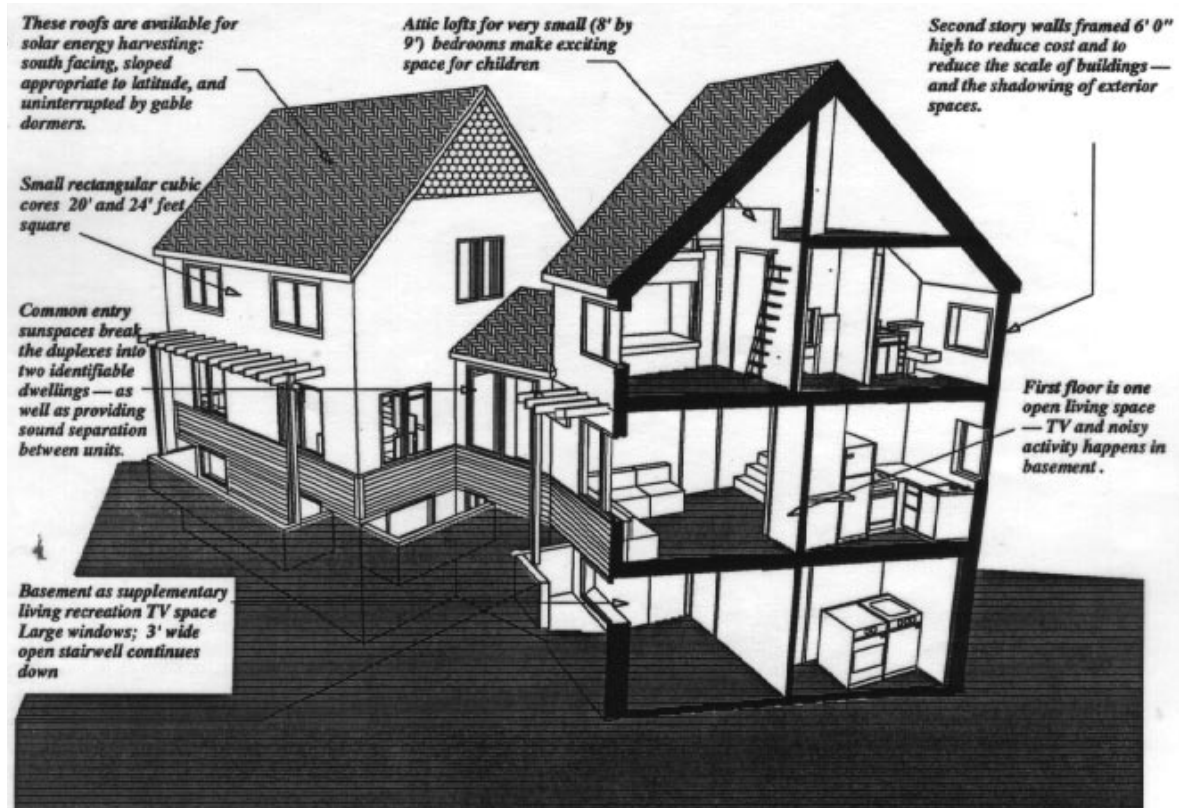 These roofs are available for
solar energy harvesting:
south facing, sloped
appropriate to latitude, and
uninterrupted by gable
dormers.
Attic lofts for very small (8' by
9') bedrooms make exciting
space for children
Second story walls framed 6' 0"
high to reduce cost and to
reduce the scale of buildings —
and the shadowing of exterior
spaces.
Small rectangular cubic
cores 20' and 24' feet
square
Common entry
sunspaces break
the duplexes into
two identifiable
dwellings — as
well as providing
sound separation
between units.
First floor is one
open living space
— TV and noisy
activity happens in
basement .
Basement as supplementary
living recreation TV space
Large windows; 3' wide
open stairwell continues
down